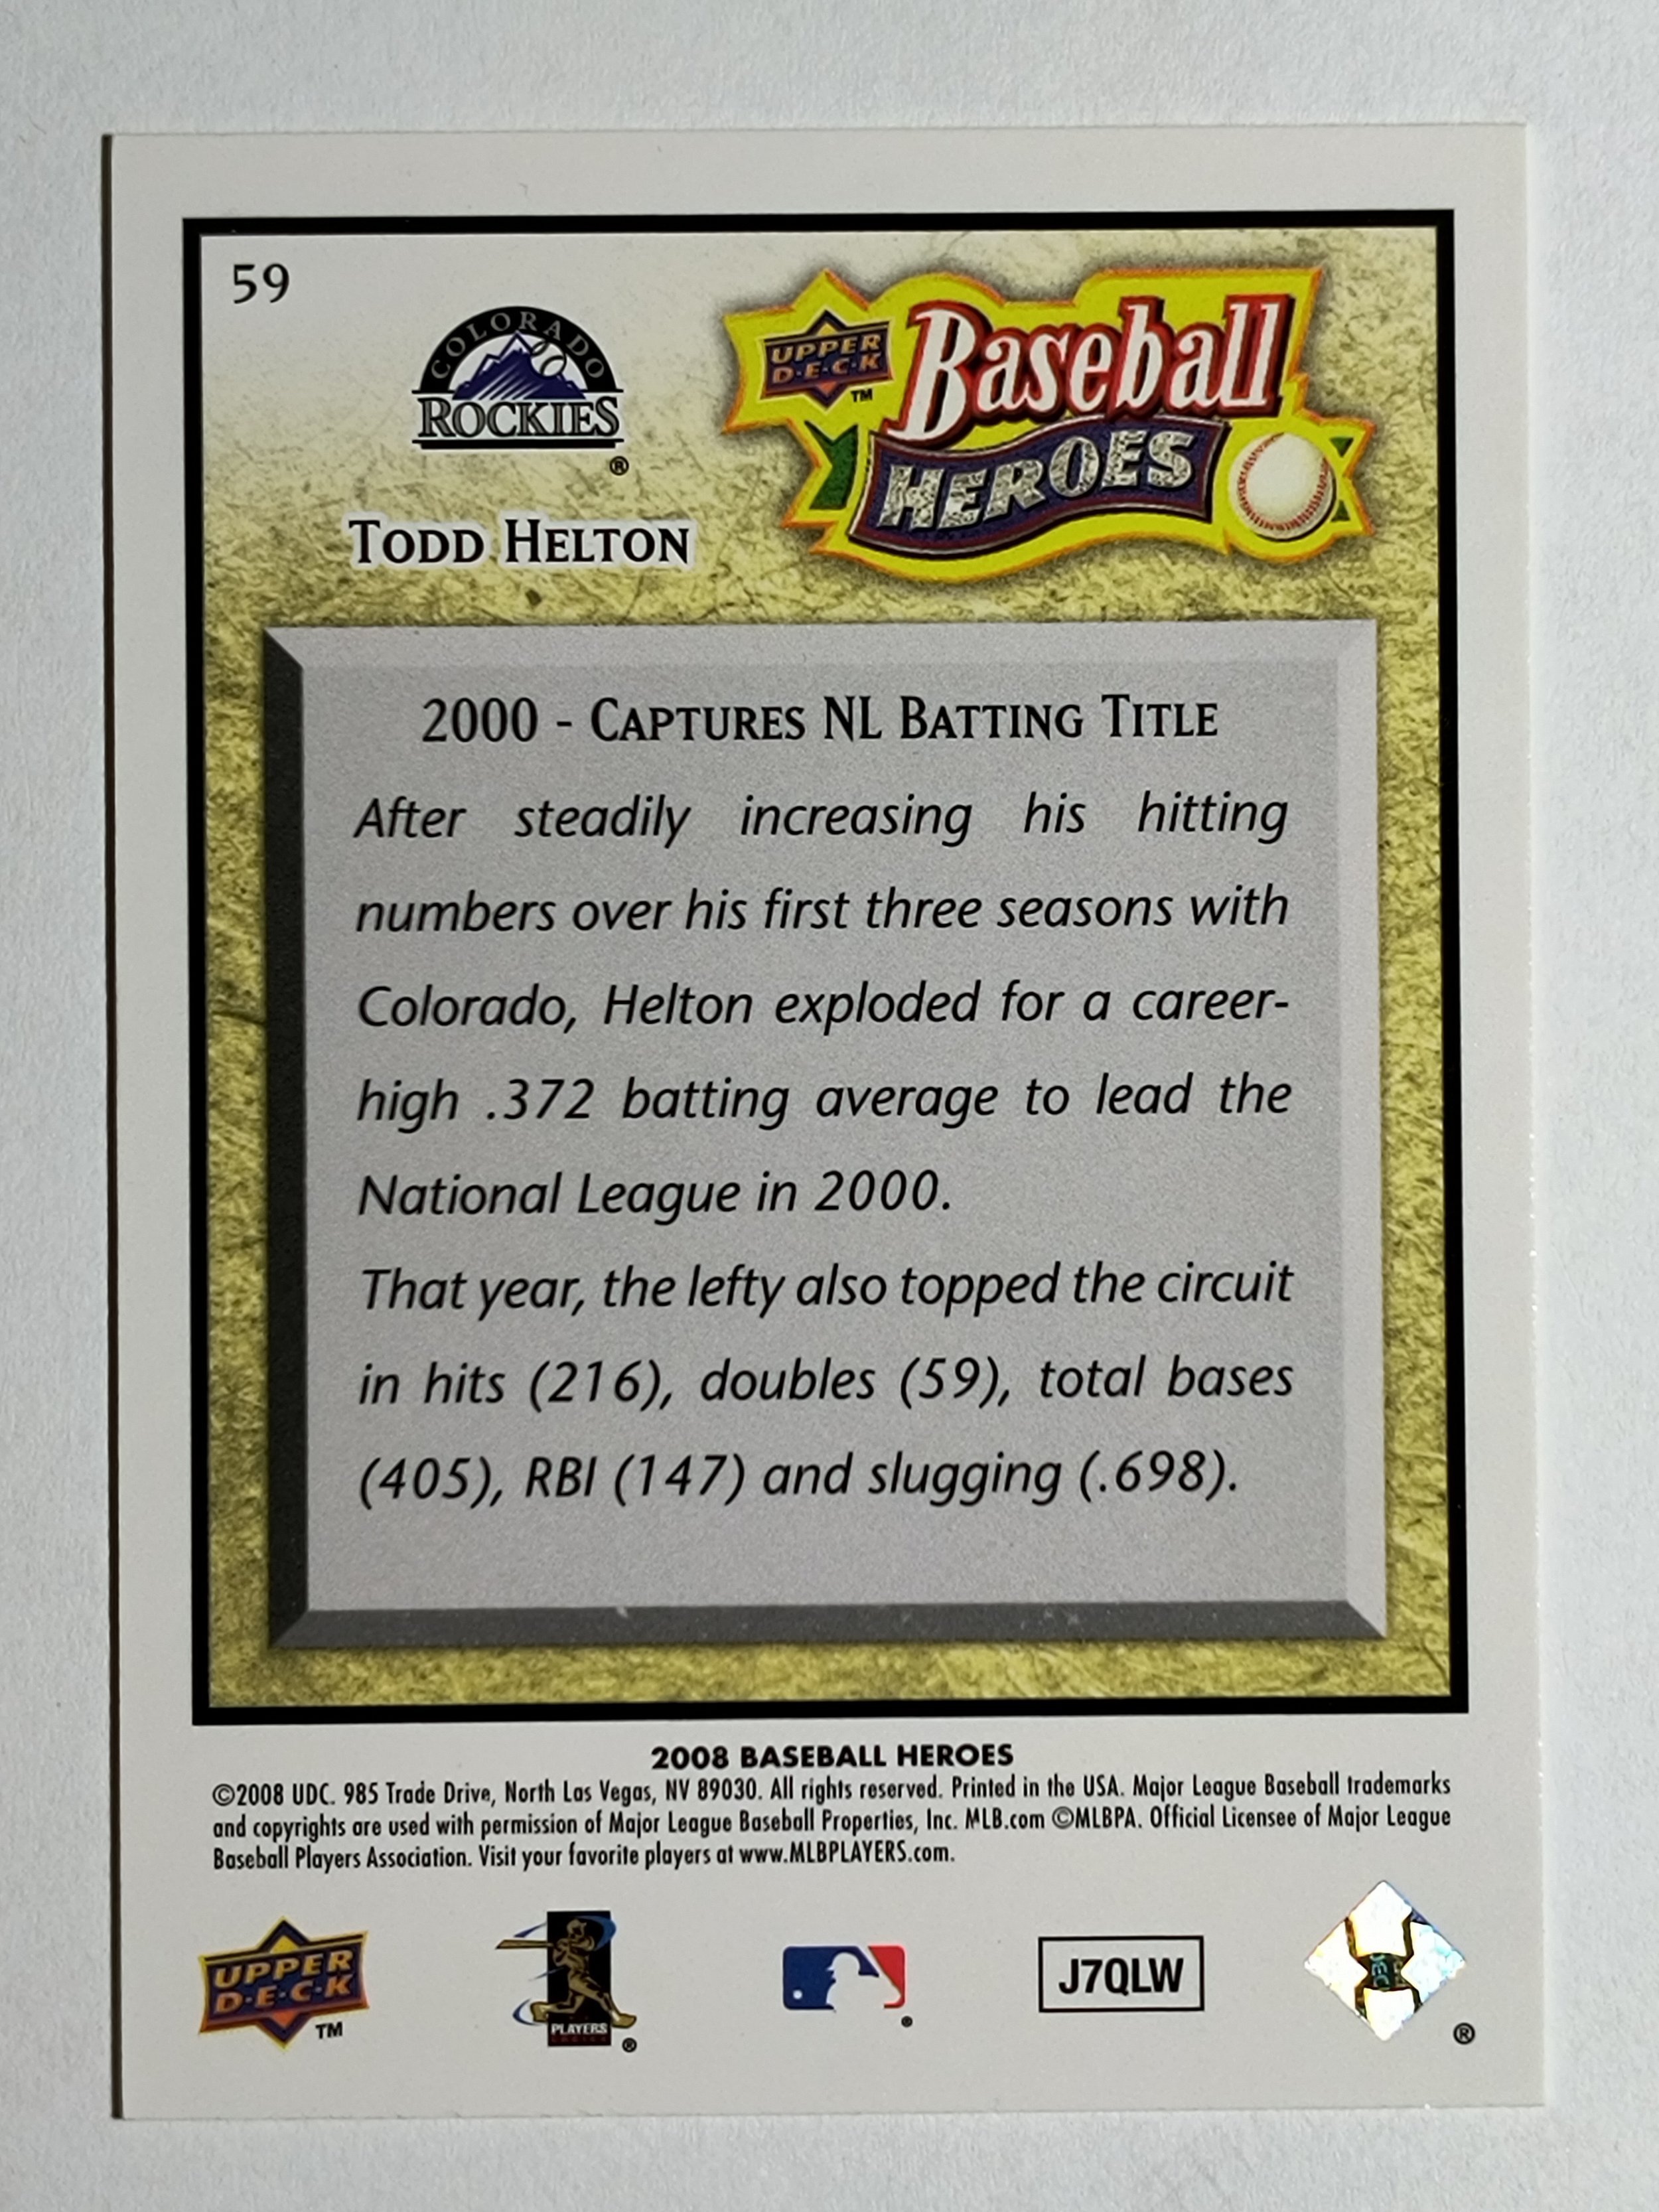 59
COLORADO
ROCKIES
®
TODD HELTON
UPPER
D·E·C·K
TM
Baseball
HEROES
2000 - CAPTURES NL BATTING TITLE
After steadily increasing his hitting
numbers over his first three seasons with
Colorado, Helton exploded for a career-
high .372 batting average to lead the
National League in 2000.
That year, the lefty also topped the circuit
in hits (216), doubles (59), total bases
(405), RBI (147) and slugging (.698).
2008 BASEBALL HEROES
©2008 UDC. 985 Trade Drive, North Las Vegas, NV 89030. All rights reserved. Printed in the USA. Major League Baseball trademarks
and copyrights are used with permission of Major League Baseball Properties, Inc. MLB.com ©MLBPA. Official Licensee of Major League
Baseball Players Association. Visit your favorite players at www.MLBPLAYERS.com.
UPPER
D·E·C·K
TM
PLAYERS
®
®
J7QLW
®